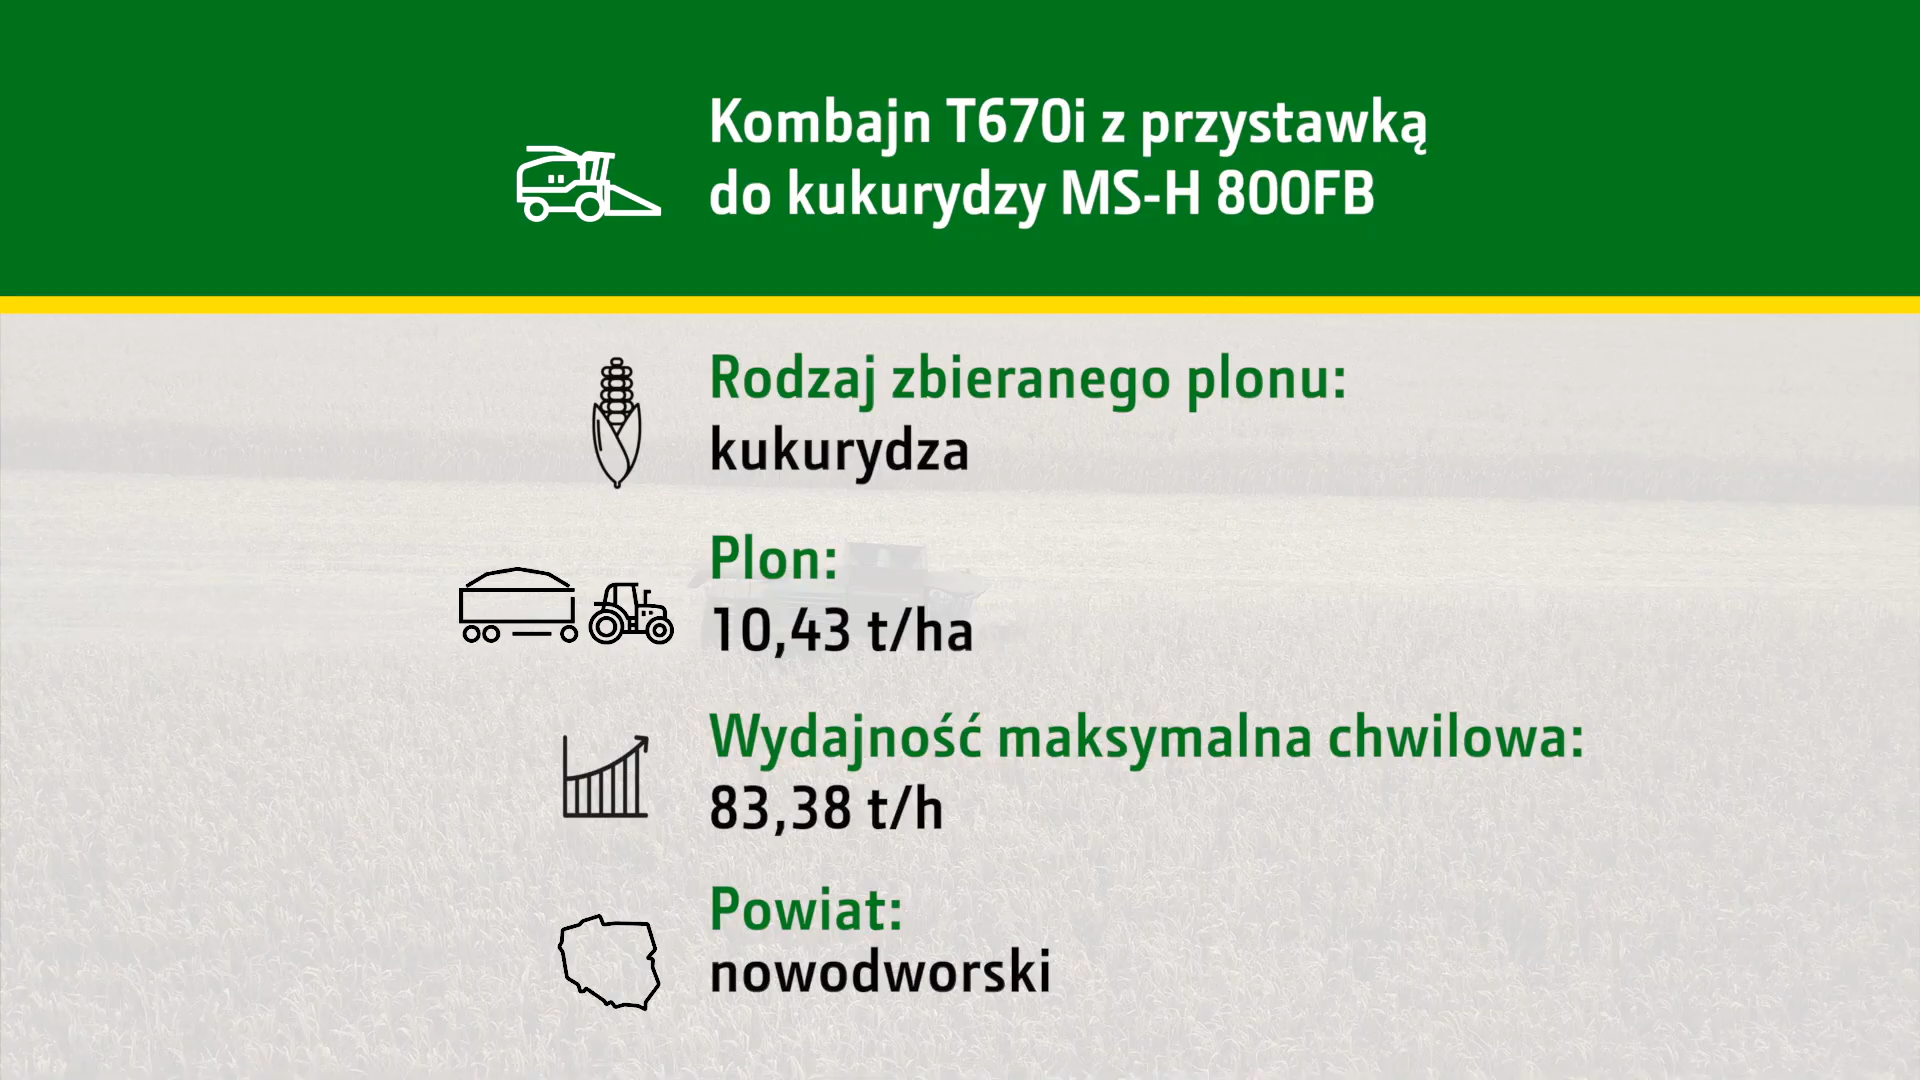 Kombajn T670i z przystawką
do kukurydzy MS-H 800FB
Rodzaj zbieranego plonu:
kukurydza
Plon:
10,43 t/ha
Wydajność maksymalna chwilowa:
83,38 t/h
Powiat:
nowodworski